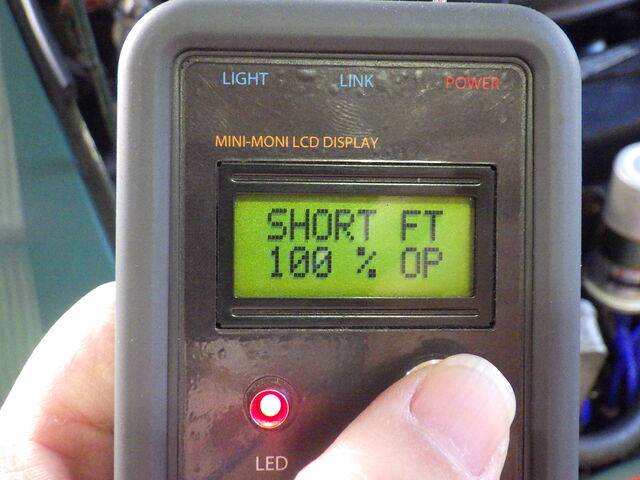 LIGHT LINK POWER
MINI-MONI LCD DISPLAY
SHORT FT
100 % OP
LED